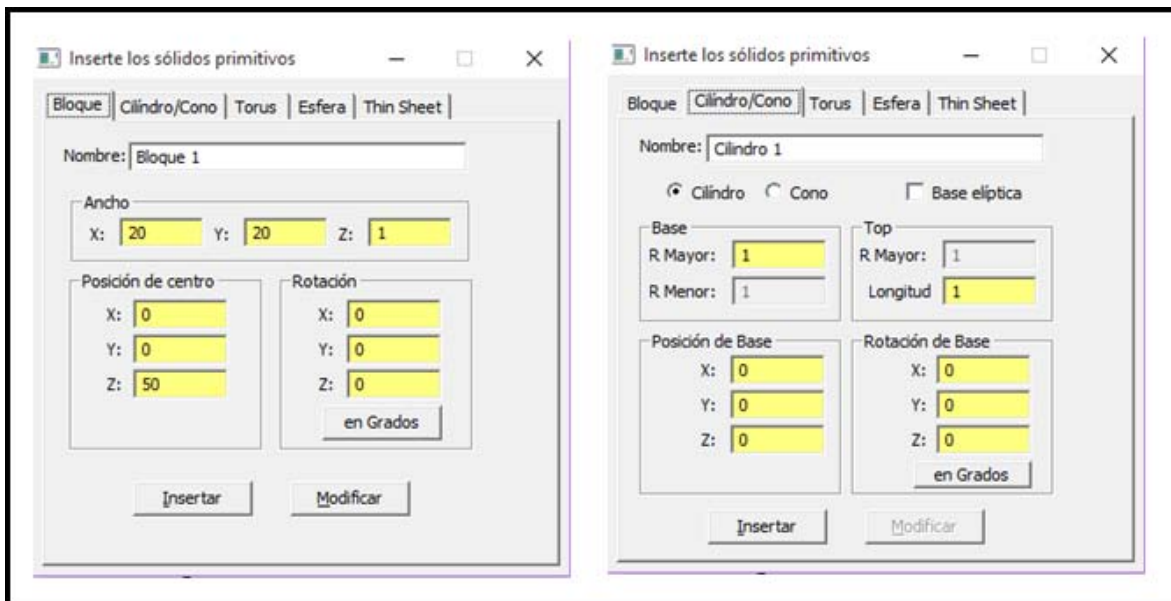 Inserte los sólidos primitivos
Bloque Cilíndro/Cono Torus Esfera Thin Sheet
Nombre: Bloque 1
Ancho
X: 20 Y: 20 Z: 1
Posición de centro
X: 0
Y: 0
Z: 50
Rotación
X: 0
Y: 0
Z: 0
en Grados
Insertar Modificar
Inserte los sólidos primitivos
Bloque Cilíndro/Cono Torus Esfera Thin Sheet
Nombre: Cilindro 1
Cilíndro Cono Base elíptica
Base
R Mayor: 1
R Menor: 1
Top
R Mayor: 1
Longitud 1
Posición de Base
X: 0
Y: 0
Z: 0
Rotación de Base
X: 0
Y: 0
Z: 0
en Grados
Insertar Modificar